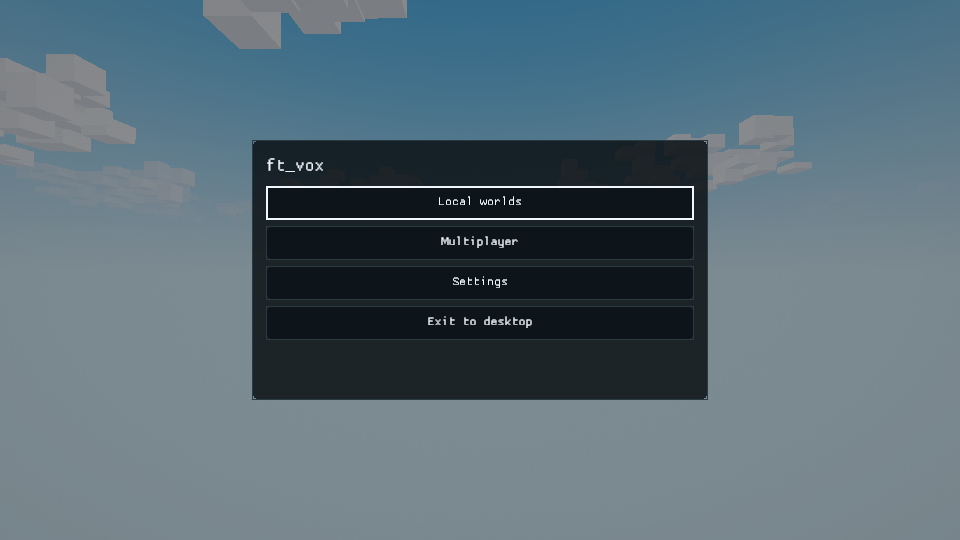 ft_vox
Local worlds
Multiplayer
Settings
Exit to desktop